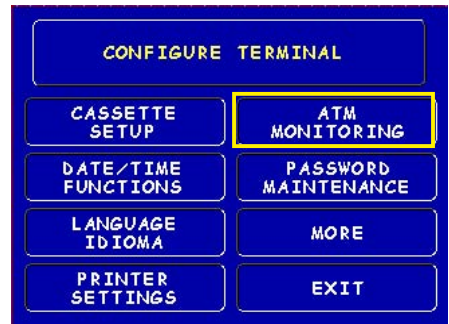 CONFIGURE TERMINAL
CASSETTE
SETUP
ATM
MONITORING
DATE/TIME
FUNCTIONS
PASSWORD
MAINTENANCE
LANGUAGE
IDIOMA
MORE
PRINTER
SETTINGS
EXIT